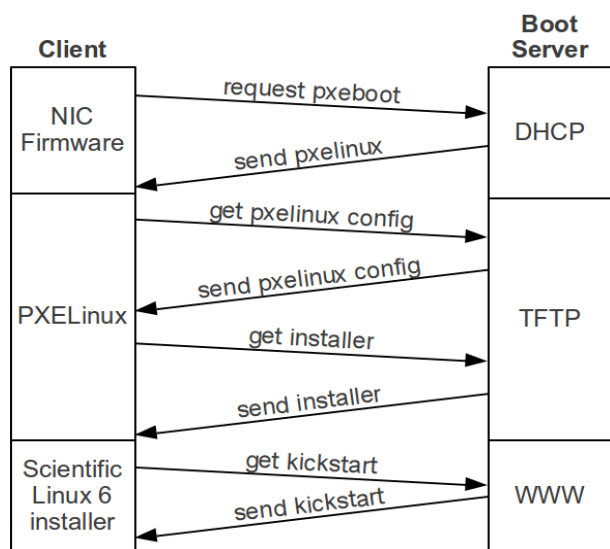 Client
Boot
Server
NIC
Firmware
request pxeboot
DHCP
send pxelinux
get pxelinux config
send pxelinux config
PXELinux
TFTP
get installer
send installer
Scientific
Linux 6
installer
get kickstart
send kickstart
WWW